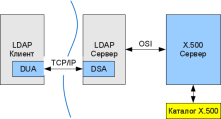 LDAP
Клиент
DUA
TCP/IP
LDAP
Сервер
DSA
OSI
X.500
Сервер
Каталог X.500